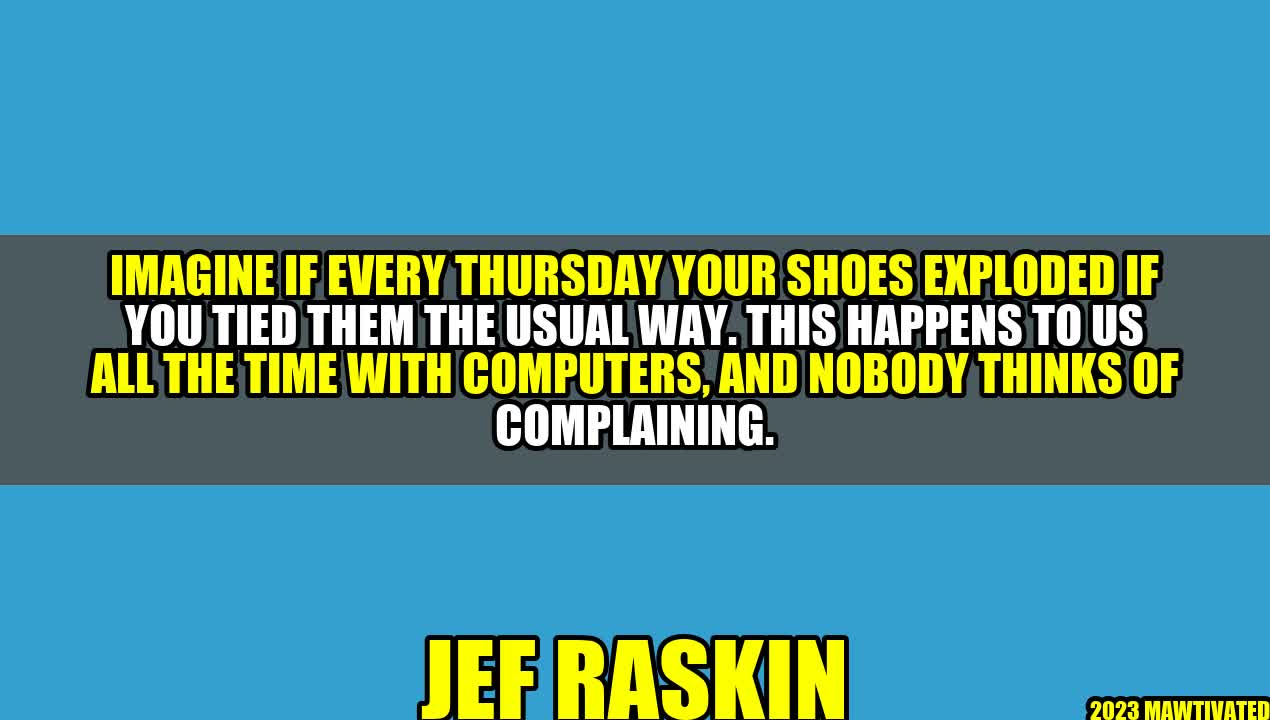 IMAGINE IF EVERY THURSDAY YOUR SHOES EXPLODED IF
YOU TIED THEM THE USUAL WAY. THIS HAPPENS TO US
ALL THE TIME WITH COMPUTERS, AND NOBODY THINKS OF
COMPLAINING.
JEF RASKIN
2023 MAWTIVATED